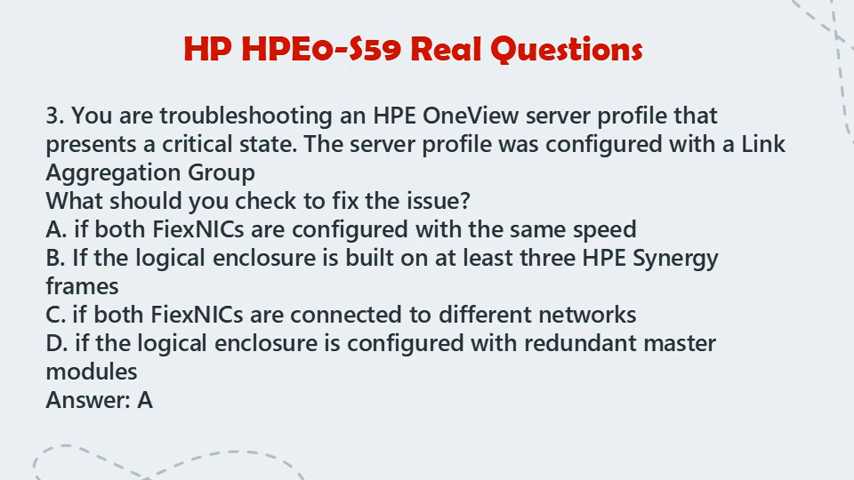 HP HPE0-S59 Real Questions
3. You are troubleshooting an HPE OneView server profile that
presents a critical state. The server profile was configured with a Link
Aggregation Group
What should you check to fix the issue?
A. if both FiexNICs are configured with the same speed
B. If the logical enclosure is built on at least three HPE Synergy
frames
C. if both FiexNICs are connected to different networks
D. if the logical enclosure is configured with redundant master
modules
Answer: A